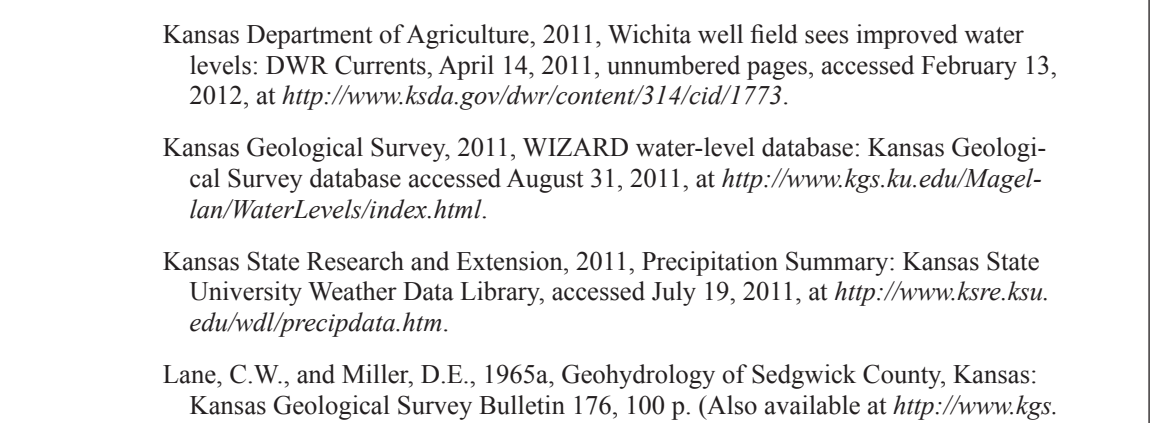 Kansas Department of Agriculture, 2011, Wichita well field sees improved water
levels: DWR Currents, April 14, 2011, unnumbered pages, accessed February 13,
2012, at http://www.ksda.gov/dwr/content/314/cid/1773.
Kansas Geological Survey, 2011, WIZARD water-level database: Kansas Geologi-
cal Survey database accessed August 31, 2011, at http://www.kgs.ku.edu/Magel-
lan/WaterLevels/index.html.
Kansas State Research and Extension, 2011, Precipitation Summary: Kansas State
University Weather Data Library, accessed July 19, 2011, at http://www.ksre.ksu.
edu/wdl/precipdata.htm.
Lane, C.W., and Miller, D.E., 1965a, Geohydrology of Sedgwick County, Kansas:
Kansas Geological Survey Bulletin 176, 100 p. (Also available at http://www.kgs.